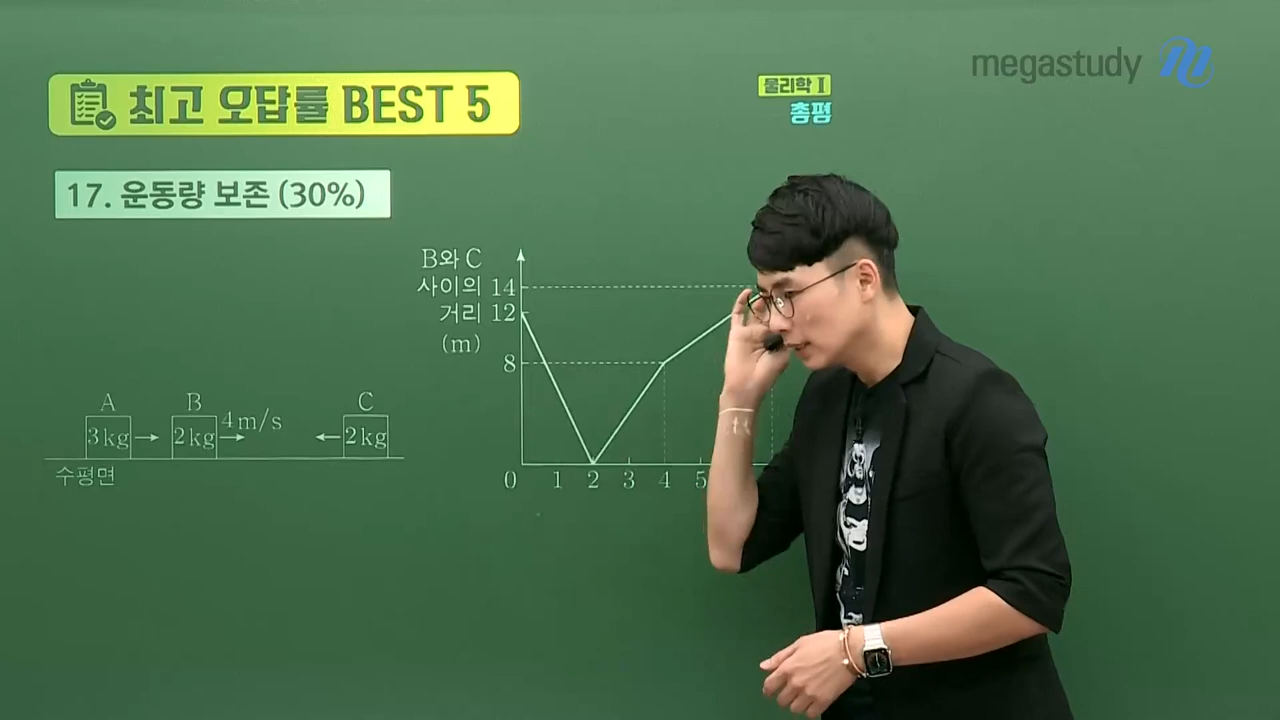 megastudy
최고 오답률 BEST 5
물리학 I
총평
17. 운동량 보존 (30%)
B와 C
사이의 14
거리 12
(m)
8
A B C
4m/s
3kg 2kg 2kg
수평면
0 1 2 3 4 5